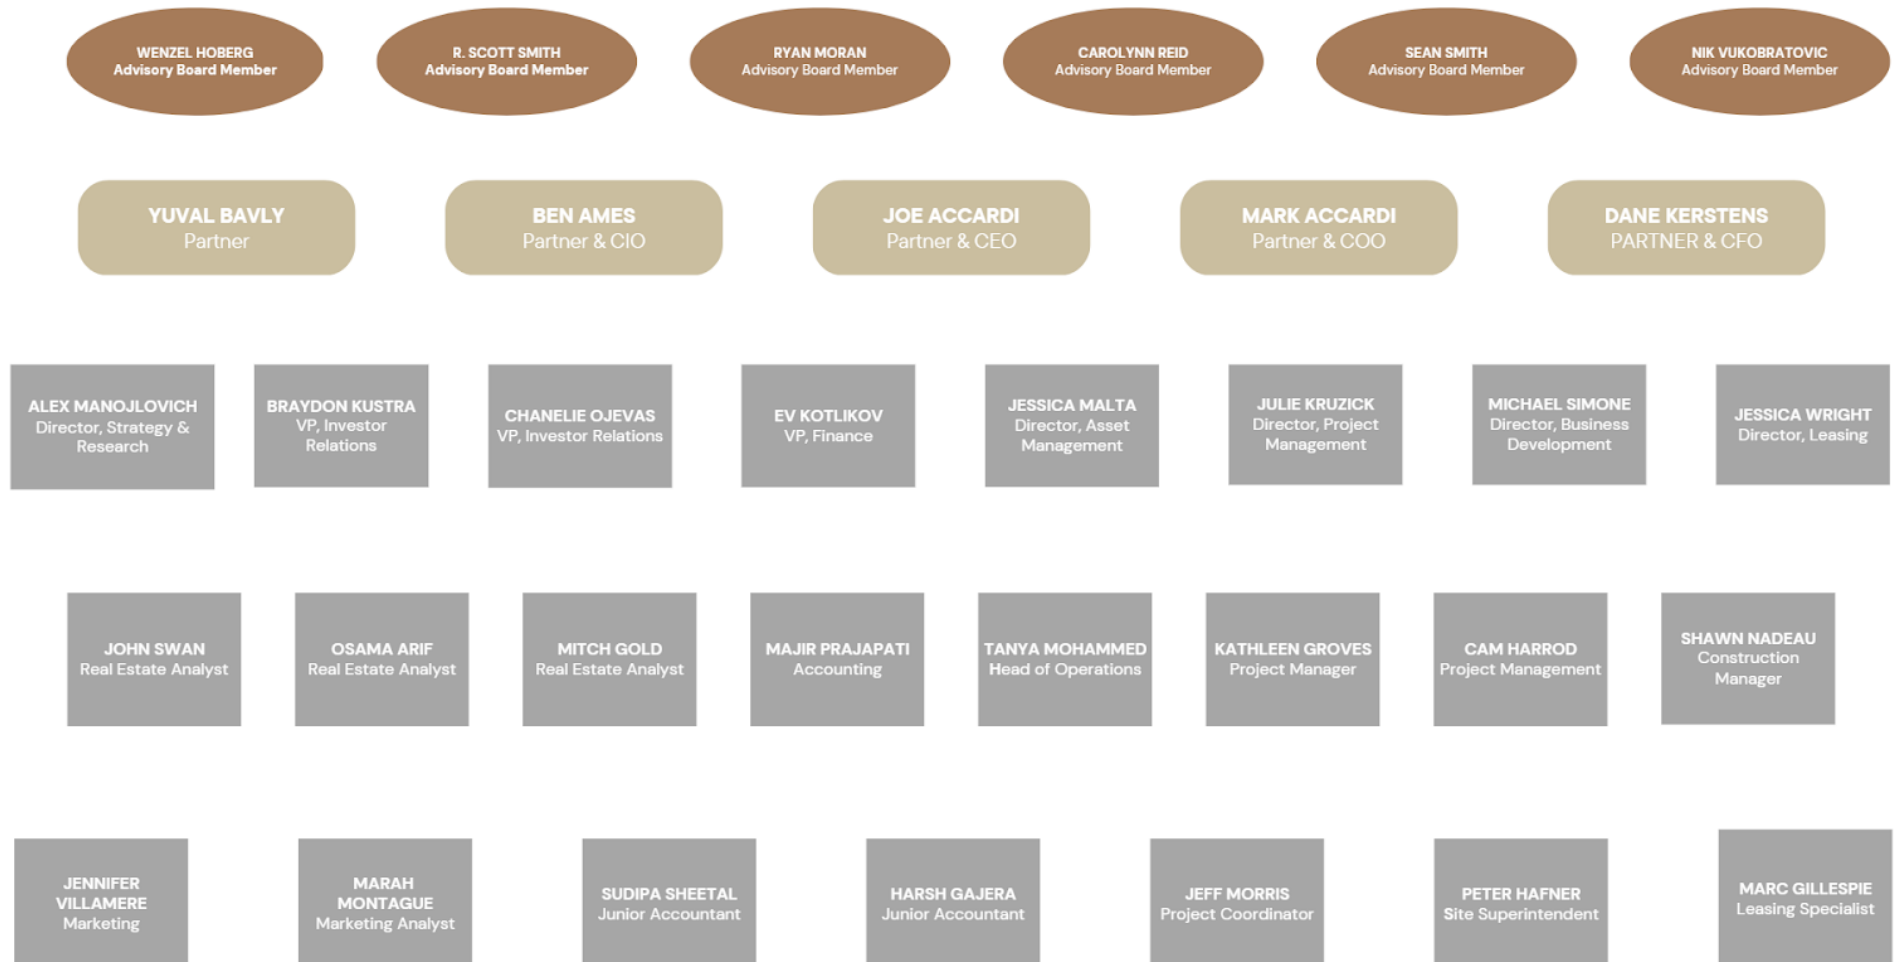 WENZEL HOBERG
Advisory Board Member
R. SCOTT SMITH
Advisory Board Member
RYAN MORAN
Advisory Board Member
CAROLYNN REID
Advisory Board Member
SEAN SMITH
Advisory Board Member
NIK VUKOBRATOVIC
Advisory Board Member
YUVAL BAVLY
Partner
BEN AMES
Partner & CIO
JOE ACCARDI
Partner & CEO
MARK ACCARDI
Partner & COO
DANE KERSTENS
PARTNER & CFO
ALEX MANOJLOVICH
Director, Strategy &
Research
BRAYDON KUSTRA
VP, Investor
Relations
CHANELIE OJEVAS
VP, Investor Relations
EV KOTLIKOV
VP, Finance
JESSICA MALTA
Director, Asset
Management
JULIE KRUZICK
Director, Project
Management
MICHAEL SIMONE
Director, Business
Development
JESSICA WRIGHT
Director, Leasing
JOHN SWAN
Real Estate Analyst
OSAMA ARIF
Real Estate Analyst
MITCH GOLD
Real Estate Analyst
MAJIR PRAJAPATI
Accounting
TANYA MOHAMMED
Head of Operations
KATHLEEN GROVES
Project Manager
CAM HARROD
Project Management
SHAWN NADEAU
Construction
Manager
JENNIFER
VILLAMERE
Marketing
MARAH
MONTAGUE
Marketing Analyst
SUDIPA SHEETAL
Junior Accountant
HARSH GAJERA
Junior Accountant
JEFF MORRIS
Project Coordinator
PETER HAFNER
Site Superintendent
MARC GILLESPIE
Leasing Specialist